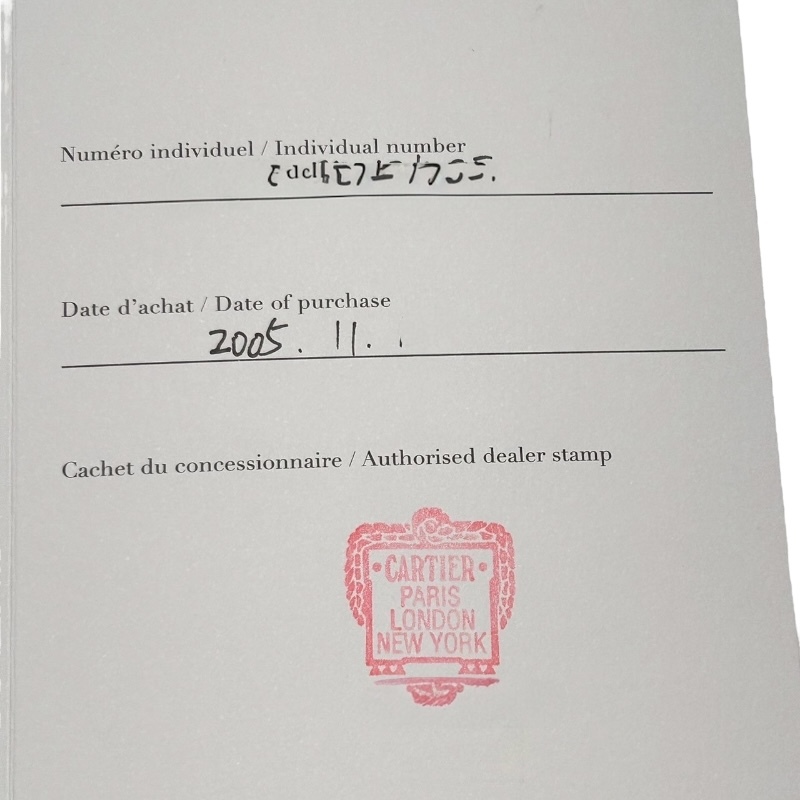 Numéro individuel / Individual number
Date d'achat / Date of purchase
2005. 11. .
Cachet du concessionnaire / Authorised dealer stamp
• CARTIER •
PARIS
LONDON
NEW YORK